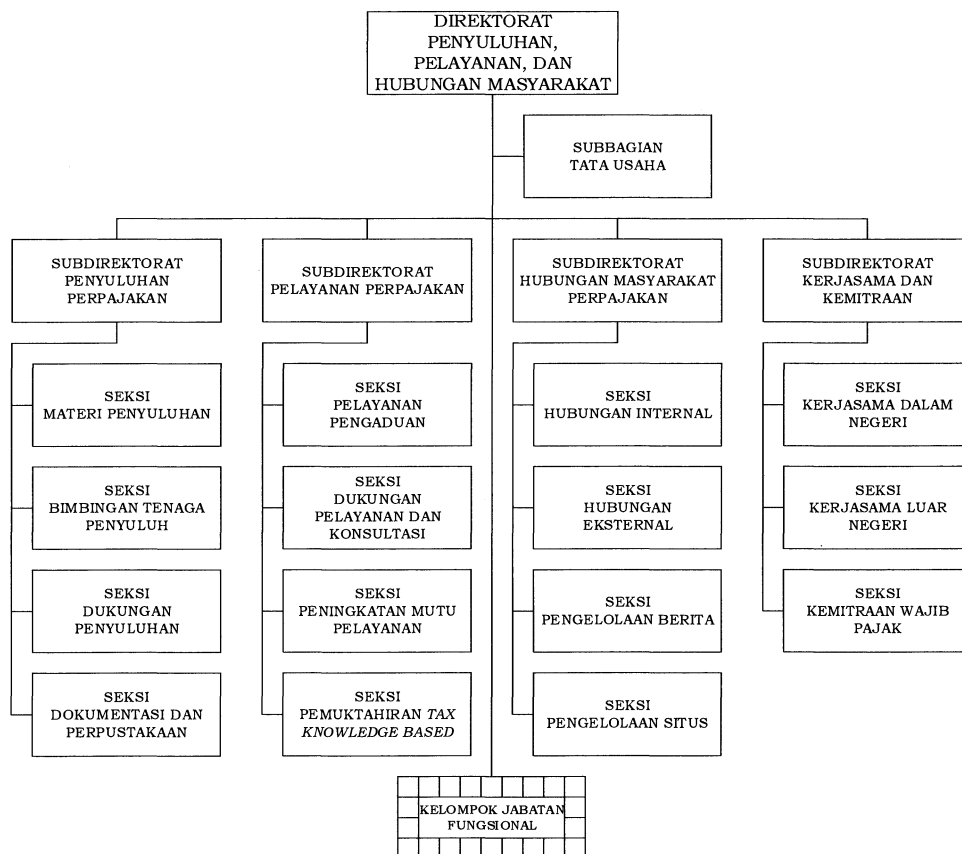 DIREKTORAT
PENYULUHAN,
PELAYANAN, DAN
HUBUNGAN MASYARAKAT
SUBBAGIAN
TATA USAHA
SUBDIREKTORAT
PENYULUHAN
PERPAJAKAN
SUBDIREKTORAT
PELAYANAN PERPAJAKAN
SUBDIREKTORAT
HUBUNGAN MASYARAKAT
PERPAJAKAN
SUBDIREKTORAT
KERJASAMA DAN
KEMITRAAN
SEKSI
MATERI PENYULUHAN
SEKSI
PELAYANAN
PENGADUAN
SEKSI
HUBUNGAN INTERNAL
SEKSI
KERJASAMA DALAM
NEGERI
SEKSI
BIMBINGAN TENAGA
PENYULUH
SEKSI
DUKUNGAN
PELAYANAN DAN
KONSULTASI
SEKSI
HUBUNGAN
EKSTERNAL
SEKSI
KERJASAMA LUAR
NEGERI
SEKSI
DUKUNGAN
PENYULUHAN
SEKSI
PENINGKATAN MUTU
PELAYANAN
SEKSI
PENGELOLAAN BERITA
SEKSI
KEMITRAAN WAJIB
PAJAK
SEKSI
DOKUMENTASI DAN
PERPUSTAKAAN
SEKSI
PEMUKTAHIRAN TAX
KNOWLEDGE BASED
SEKSI
PENGELOLAAN SITUS
KELOMPOK JABATAN
FUNGSIONAL